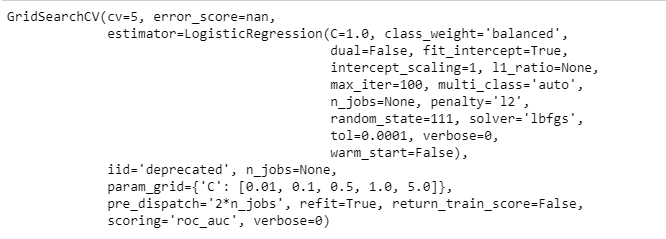 GridSearchCV(cv=5, error_score=nan,
estimator=LogisticRegression(C=1.0, class_weight='balanced',
dual=False, fit_intercept=True,
intercept_scaling=1, l1_ratio=None,
max_iter=100, multi_class='auto',
n_jobs=None, penalty='l2',
random_state=111, solver='lbfgs',
tol=0.0001, verbose=0,
warm_start=False),
iid='deprecated', n_jobs=None,
param_grid={'C': [0.01, 0.1, 0.5, 1.0, 5.0]},
pre_dispatch='2*n_jobs', refit=True, return_train_score=False,
scoring='roc_auc', verbose=0)